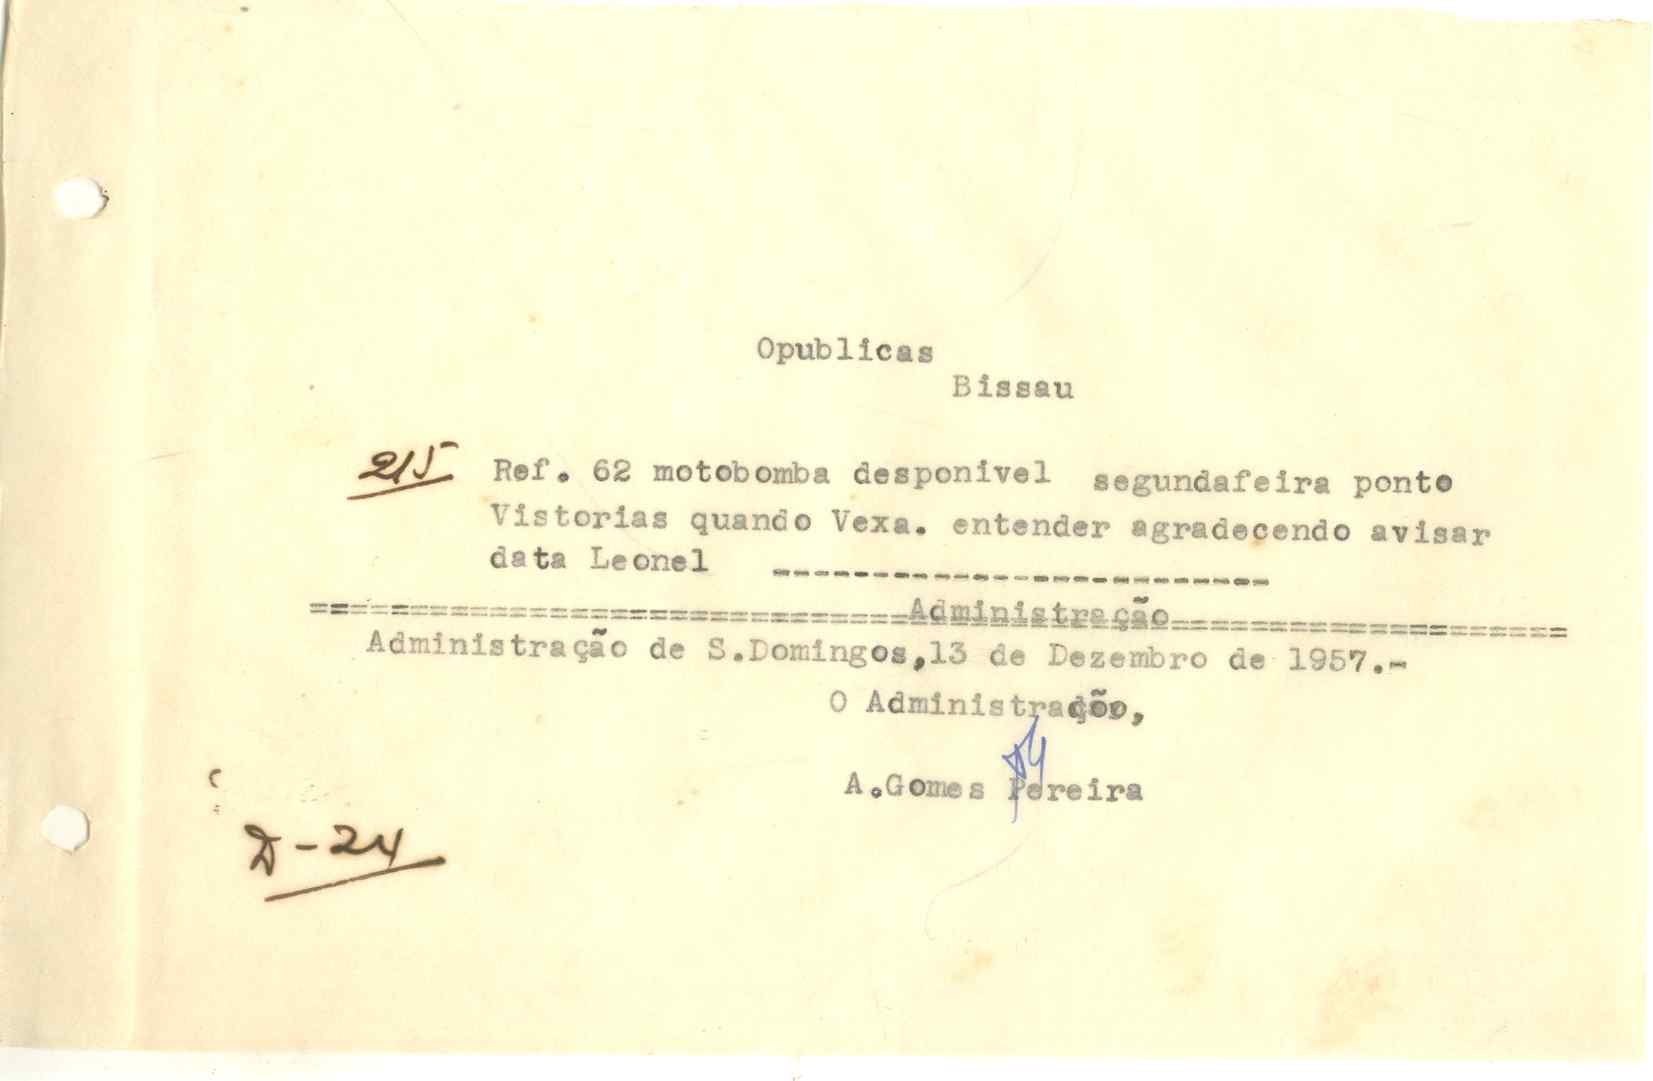 Opublicas
Bissau
215 Ref. 62 motobomba desponivel segundafeira ponto
Vistorias quando Vexa. entender agradecendo avisar
data Leonel -------------------------
==============================Administração====================
Administração de S.Domingos,13 de Dezembro de 1957.-
O Administrador,
A.Gomes Pereira
D-24